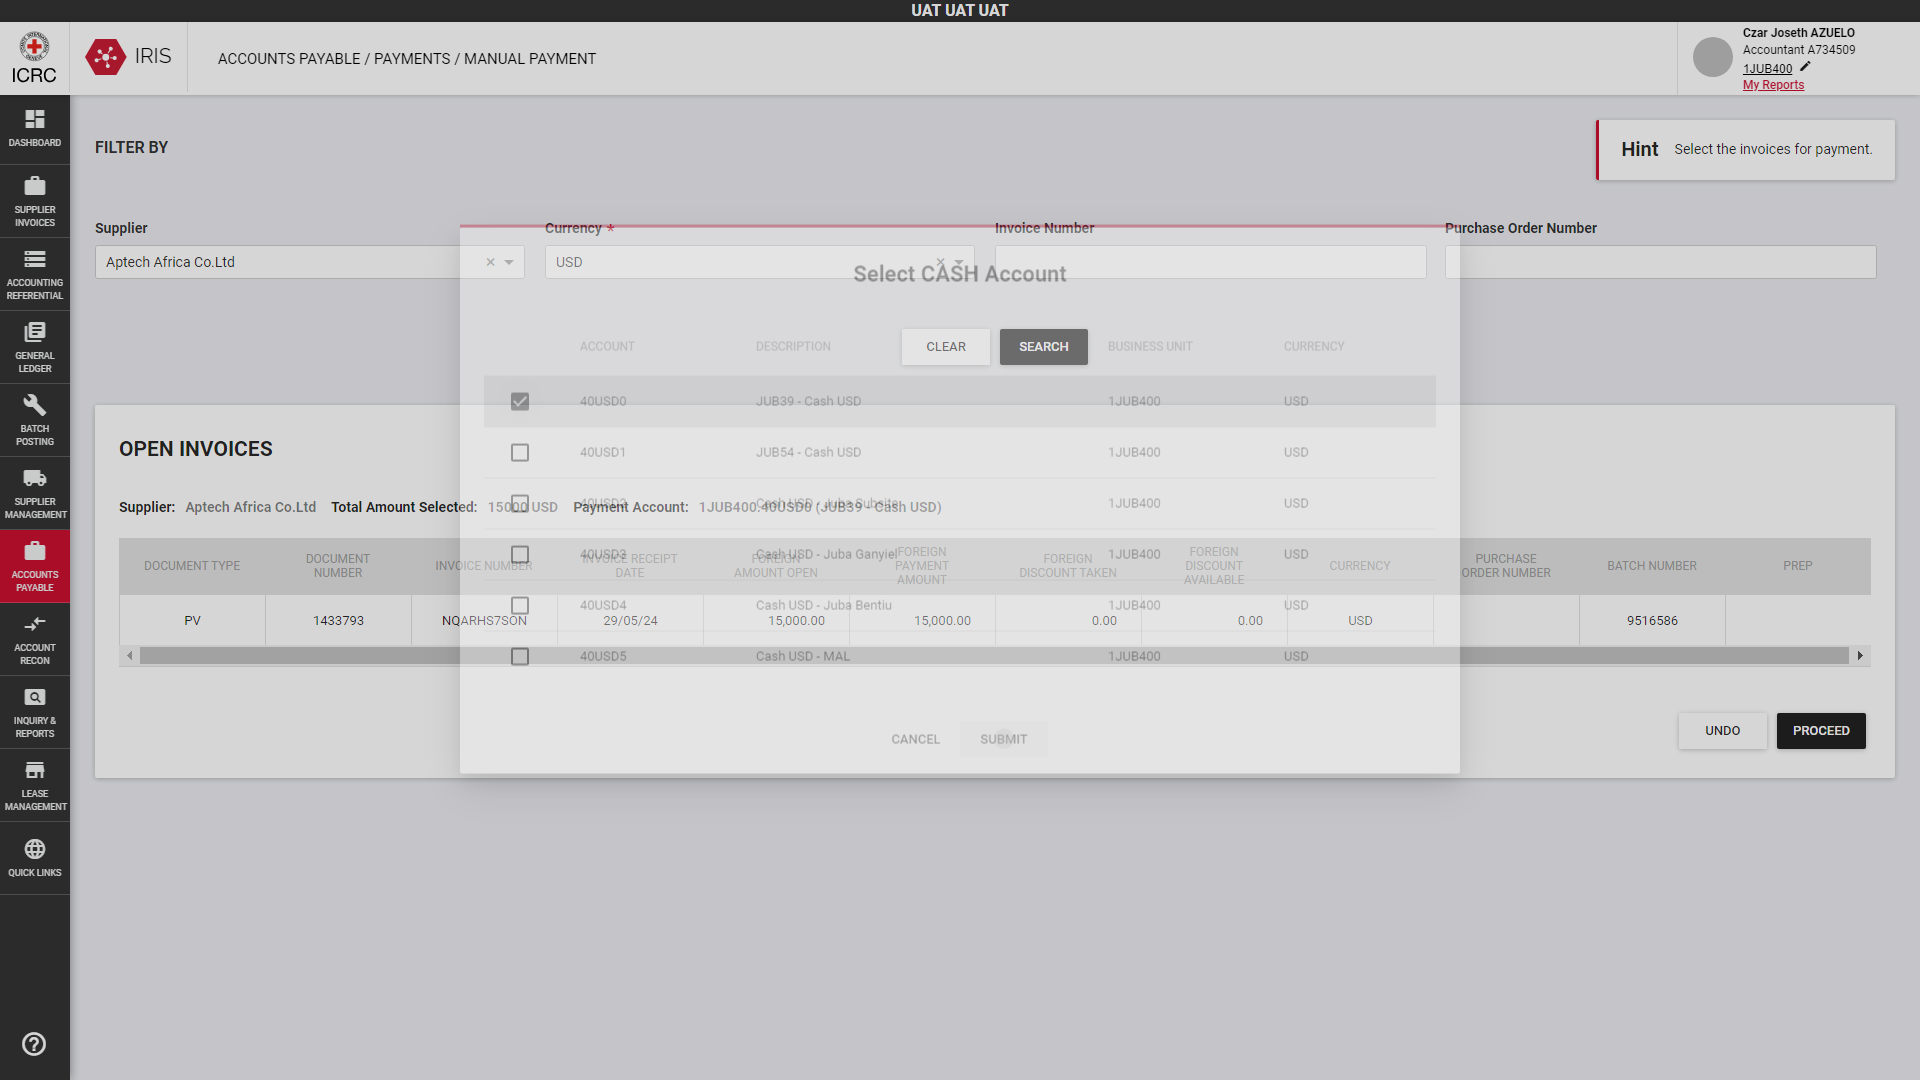 UAT UAT UAT
ICRC
IRIS
ACCOUNTS PAYABLE / PAYMENTS / MANUAL PAYMENT
Czar Joseth AZUELO
Accountant A734509
1JUB400
My Reports
DASHBOARD
SUPPLIER INVOICES
ACCOUNTING REFERENTIAL
GENERAL LEDGER
BATCH POSTING
SUPPLIER MANAGEMENT
ACCOUNTS PAYABLE
ACCOUNT RECON
INQUIRY & REPORTS
LEASE MANAGEMENT
QUICK LINKS
FILTER BY
Hint Select the invoices for payment.
Supplier Currency * Invoice Number Purchase Order Number
Aptech Africa Co.Ltd USD
CLEAR SEARCH
OPEN INVOICES
Supplier: Aptech Africa Co.Ltd Total Amount Selected: 15000 USD Payment Account: 1JUB400.40USD0 (JUB39 - Cash USD)
DOCUMENT TYPE DOCUMENT NUMBER INVOICE NUMBER INVOICE RECEIPT DATE FOREIGN AMOUNT OPEN FOREIGN PAYMENT AMOUNT FOREIGN DISCOUNT TAKEN FOREIGN DISCOUNT AVAILABLE CURRENCY PURCHASE ORDER NUMBER BATCH NUMBER PREP
PV 1433793 NQARHS7SON 29/05/24 15,000.00 15,000.00 0.00 0.00 USD 9516586
UNDO PROCEED
Select CASH Account
ACCOUNT DESCRIPTION BUSINESS UNIT CURRENCY
40USD0 JUB39 - Cash USD 1JUB400 USD
40USD1 JUB54 - Cash USD 1JUB400 USD
40USD2 Cash USD - Juba Subsite 1JUB400 USD
40USD3 Cash USD - Juba Ganyiel 1JUB400 USD
40USD4 Cash USD - Juba Bentiu 1JUB400 USD
40USD5 Cash USD - MAL 1JUB400 USD
CANCEL SUBMIT